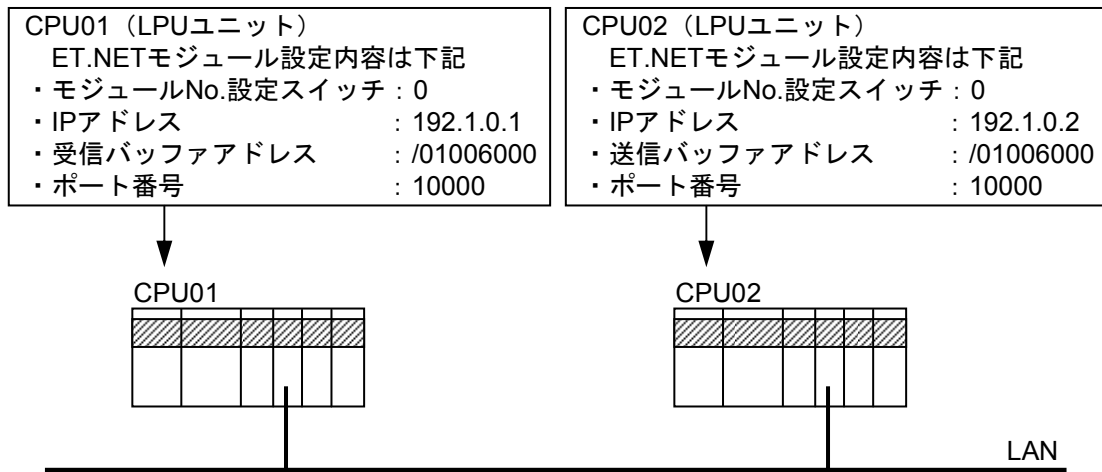 CPU01（LPUユニット）
ET.NETモジュール設定内容は下記
・モジュールNo.設定スイッチ：0
・IPアドレス：192.1.0.1
・受信バッファアドレス：/01006000
・ポート番号：10000
CPU02（LPUユニット）
ET.NETモジュール設定内容は下記
・モジュールNo.設定スイッチ：0
・IPアドレス：192.1.0.2
・送信バッファアドレス：/01006000
・ポート番号：10000
CPU01
CPU02
LAN